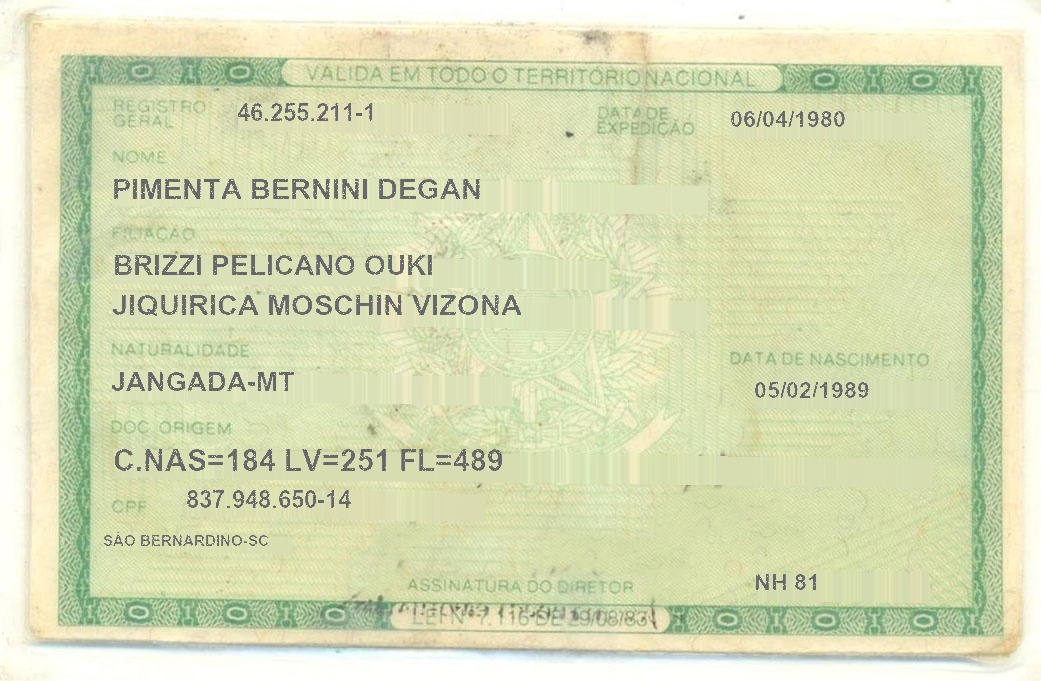 VÁLIDA EM TODO O TERRITÓRIO NACIONAL
REGISTRO GERAL 46.255.211-1 DATA DE EXPEDIÇÃO 06/04/1980
NOME
PIMENTA BERNINI DEGAN
FILIAÇÃO
BRIZZI PELICANO OUKI
JIQUIRICA MOSCHIN VIZONA
NATURALIDADE DATA DE NASCIMENTO
JANGADA-MT 05/02/1989
DOC ORIGEM
C.NAS=184 LV=251 FL=489
CPF 837.948.650-14
SÃO BERNARDINO-SC
ASSINATURA DO DIRETOR NH 81
LEI Nº 7.116 DE 29/08/83